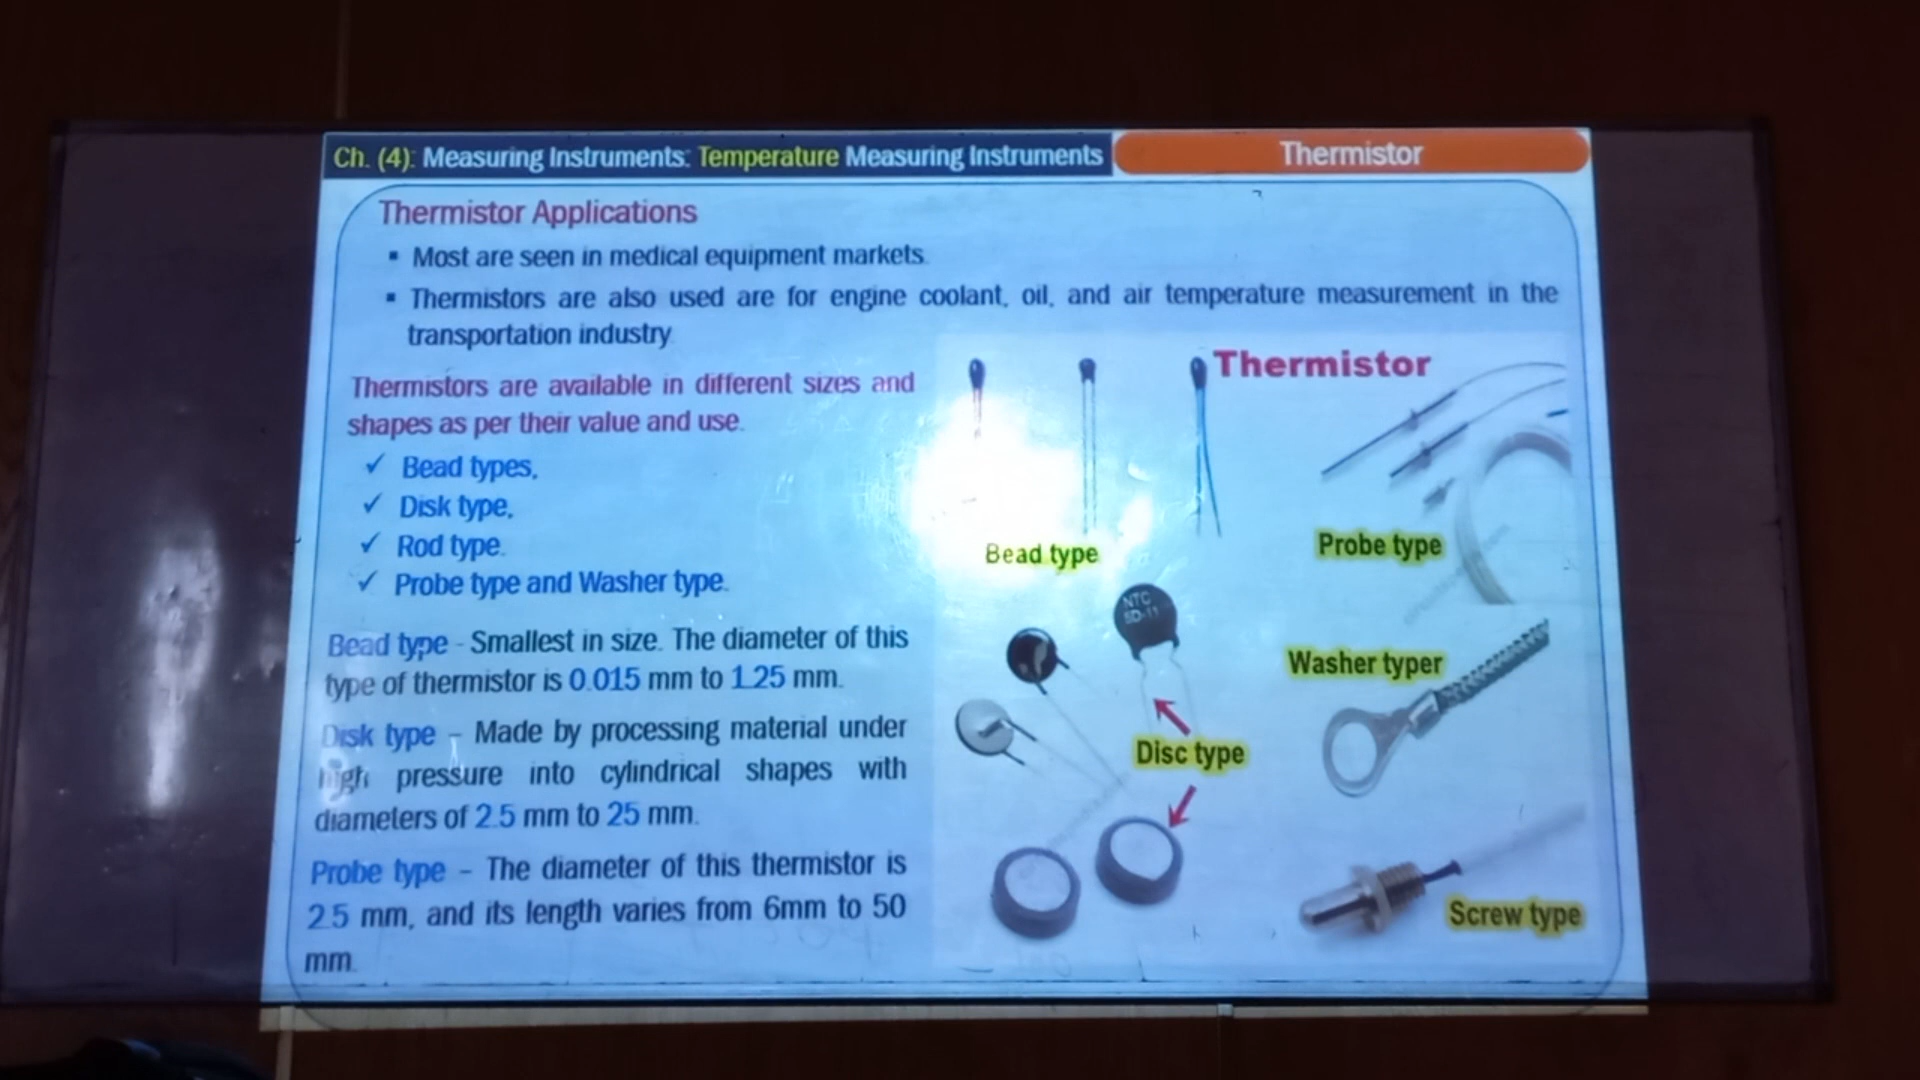 Ch. (4): Measuring Instruments: Temperature Measuring Instruments
Thermistor
Thermistor Applications
▪ Most are seen in medical equipment markets.
▪ Thermistors are also used are for engine coolant, oil, and air temperature measurement in the
transportation industry.
Thermistors are available in different sizes and
shapes as per their value and use.
✓ Bead types,
✓ Disk type,
✓ Rod type.
✓ Probe type and Washer type.
Bead type - Smallest in size. The diameter of this
type of thermistor is 0.015 mm to 1.25 mm.
Disk type – Made by processing material under
high pressure into cylindrical shapes with
diameters of 2.5 mm to 25 mm.
Probe type – The diameter of this thermistor is
2.5 mm, and its length varies from 6mm to 50
mm.
Thermistor
Bead type
Probe type
NTC
Washer typer
Disc type
Screw type